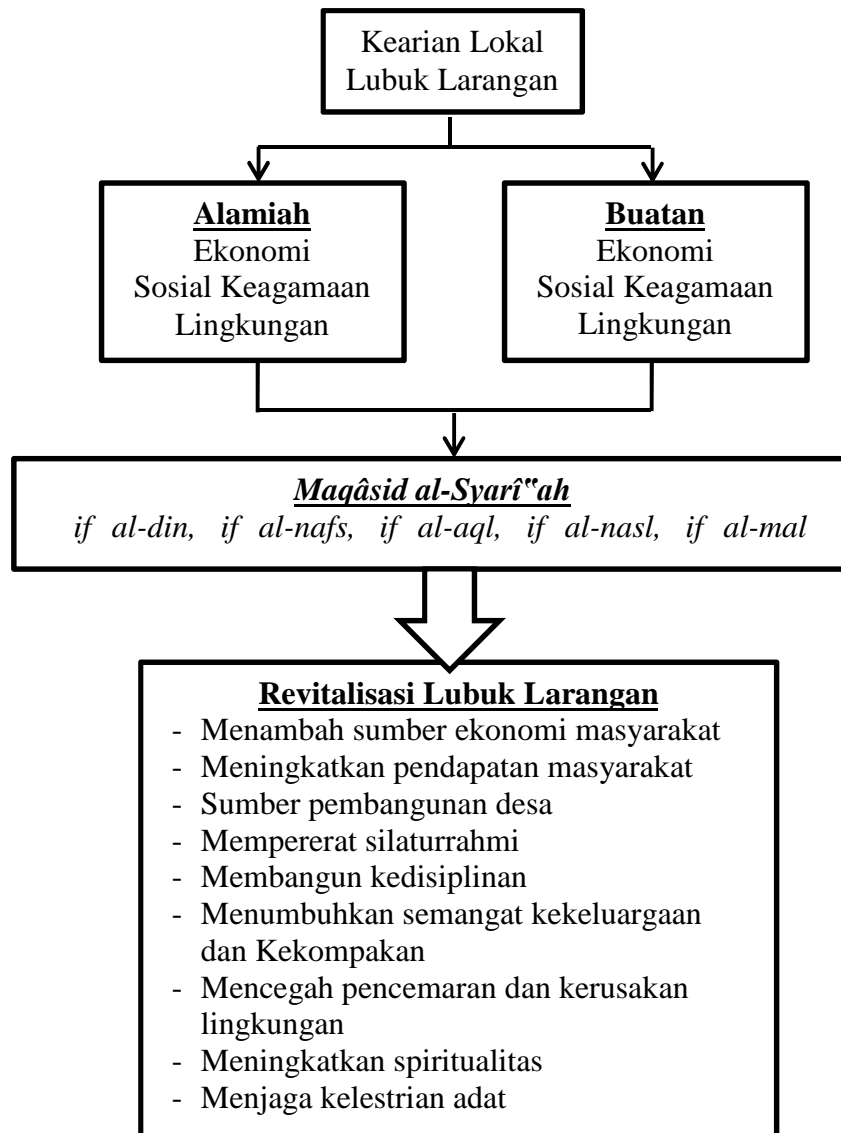 Kearian Lokal
Lubuk Larangan
Alamiah
Ekonomi
Sosial Keagamaan
Lingkungan
Buatan
Ekonomi
Sosial Keagamaan
Lingkungan
Maqâsid al-Syarî‟ah
if al-din, if al-nafs, if al-aql, if al-nasl, if al-mal
Revitalisasi Lubuk Larangan
- Menambah sumber ekonomi masyarakat
- Meningkatkan pendapatan masyarakat
- Sumber pembangunan desa
- Mempererat silaturrahmi
- Membangun kedisiplinan
- Menumbuhkan semangat kekeluargaan
dan Kekompakan
- Mencegah pencemaran dan kerusakan
lingkungan
- Meningkatkan spiritualitas
- Menjaga kelestrian adat